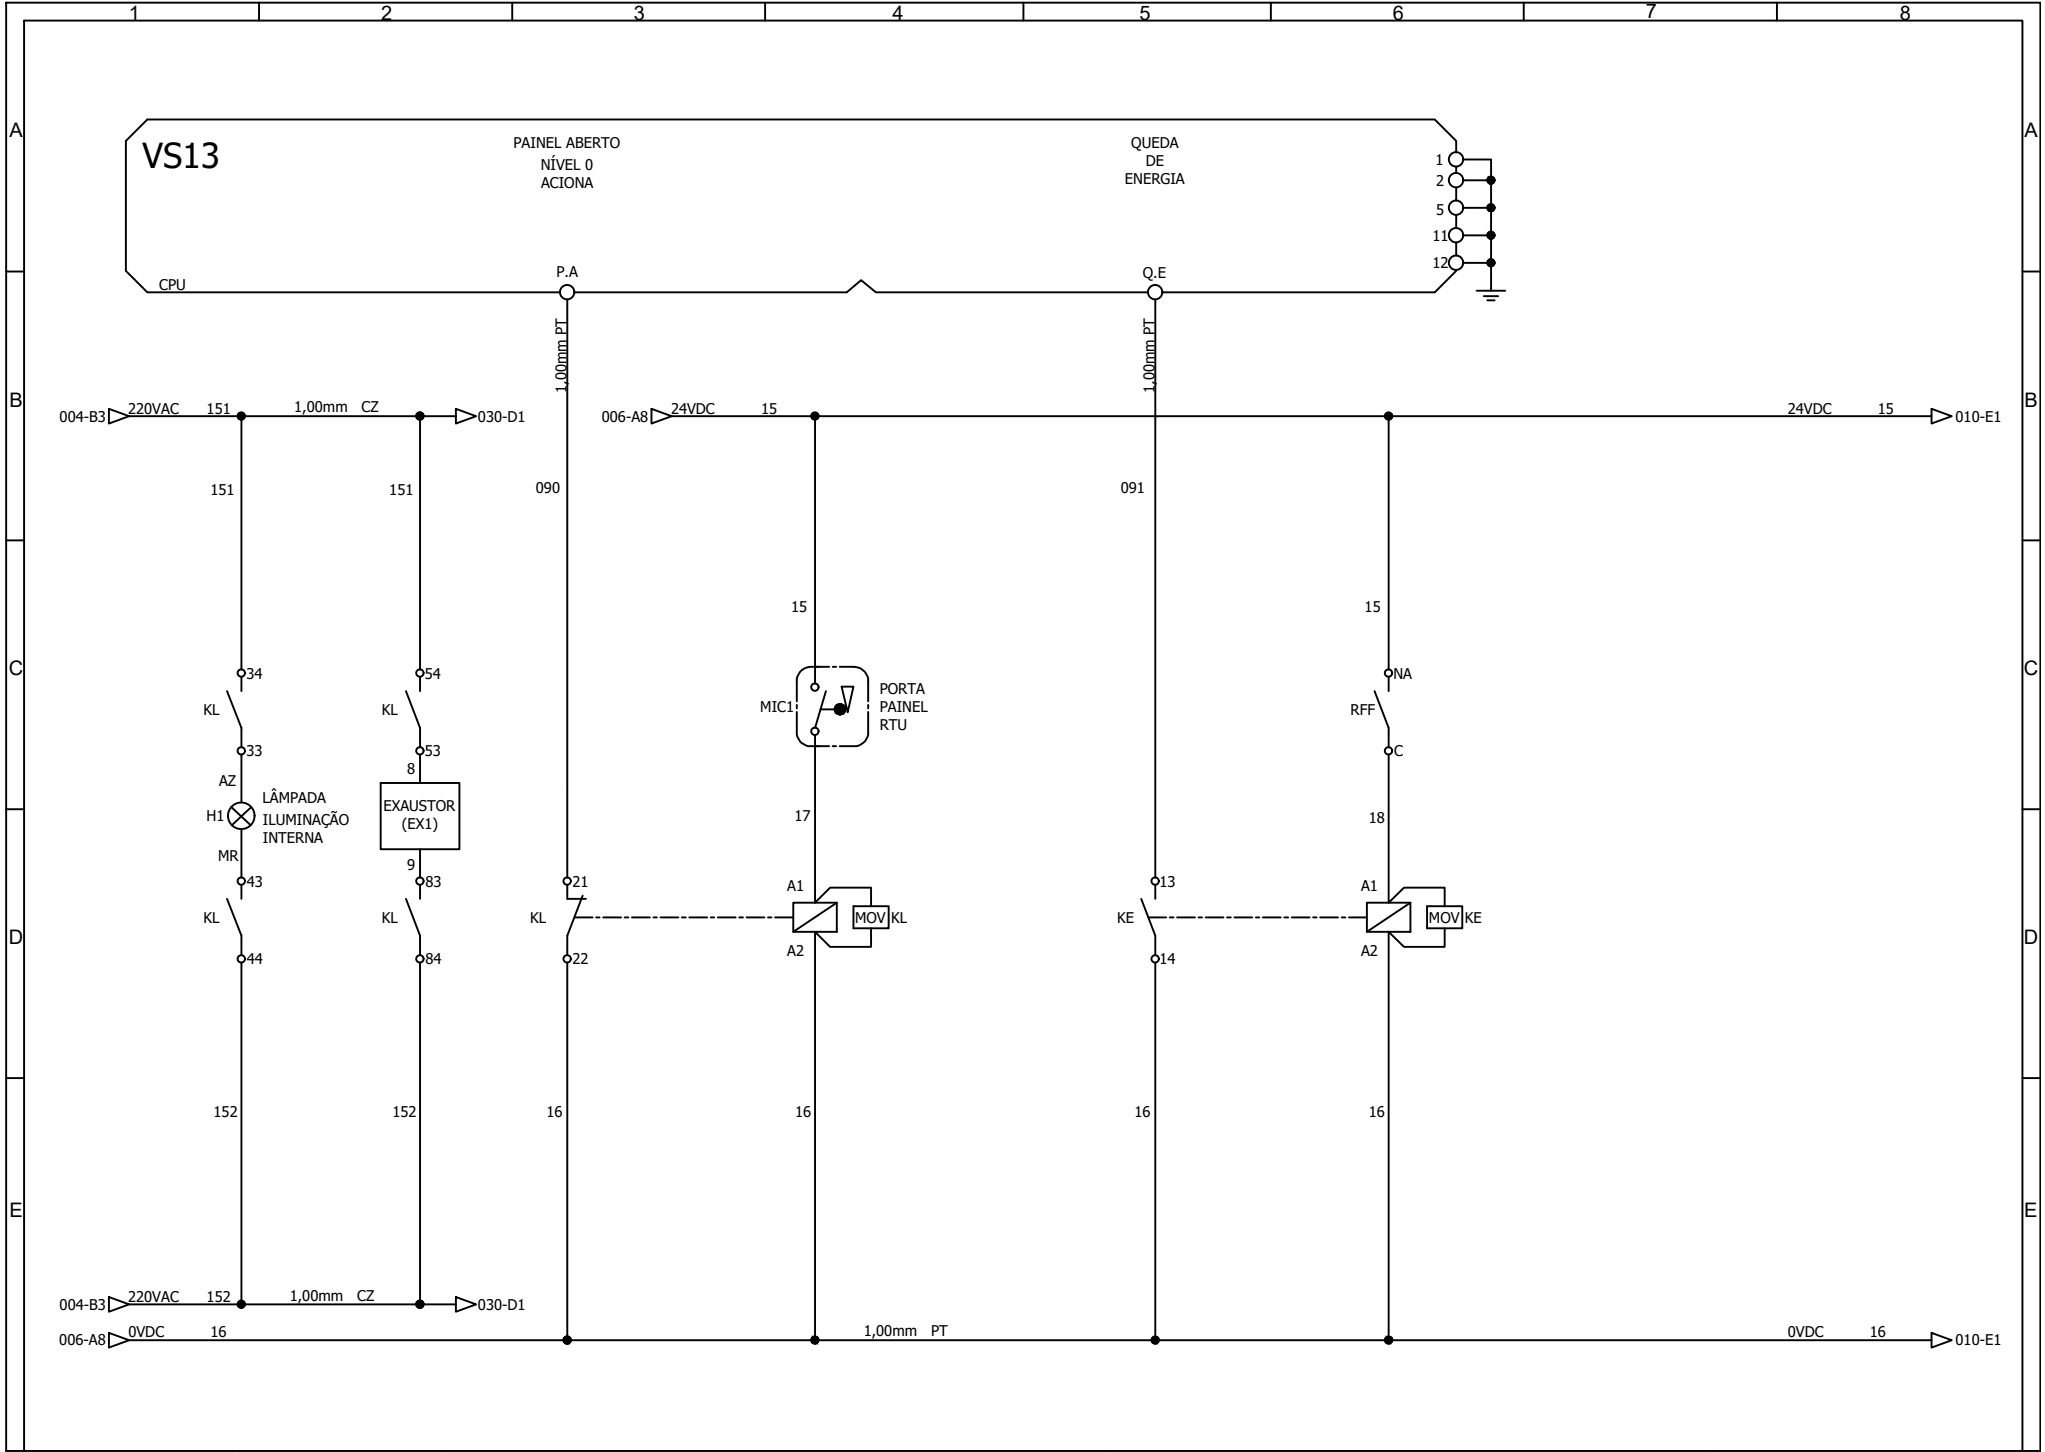 1 2 3 4 5 6 7 8
A A
VS13
PAINEL ABERTO
NÍVEL 0
ACIONA
QUEDA
DE
ENERGIA
1
2
5
11
12
CPU
P.A
Q.E
1,00mm PT
1,00mm PT
B B
004-B3 220VAC 151 1,00mm CZ 030-D1
006-A8 24VDC 15 24VDC 15 010-E1
151 151 090 091
15 15
C C
34 54 NA
KL KL RFF
33 53 C
MIC1
PORTA
PAINEL
RTU
8
AZ
H1
LÂMPADA
ILUMINAÇÃO
INTERNA
EXAUSTOR
(EX1)
17 18
MR
9
43 83 21 A1 13 A1
KL KL KL MOV KL KE MOV KE
44 84 22 A2 14 A2
D D
152 152 16 16 16 16
E E
004-B3 220VAC 152 1,00mm CZ 030-D1
006-A8 0VDC 16 1,00mm PT 0VDC 16 010-E1